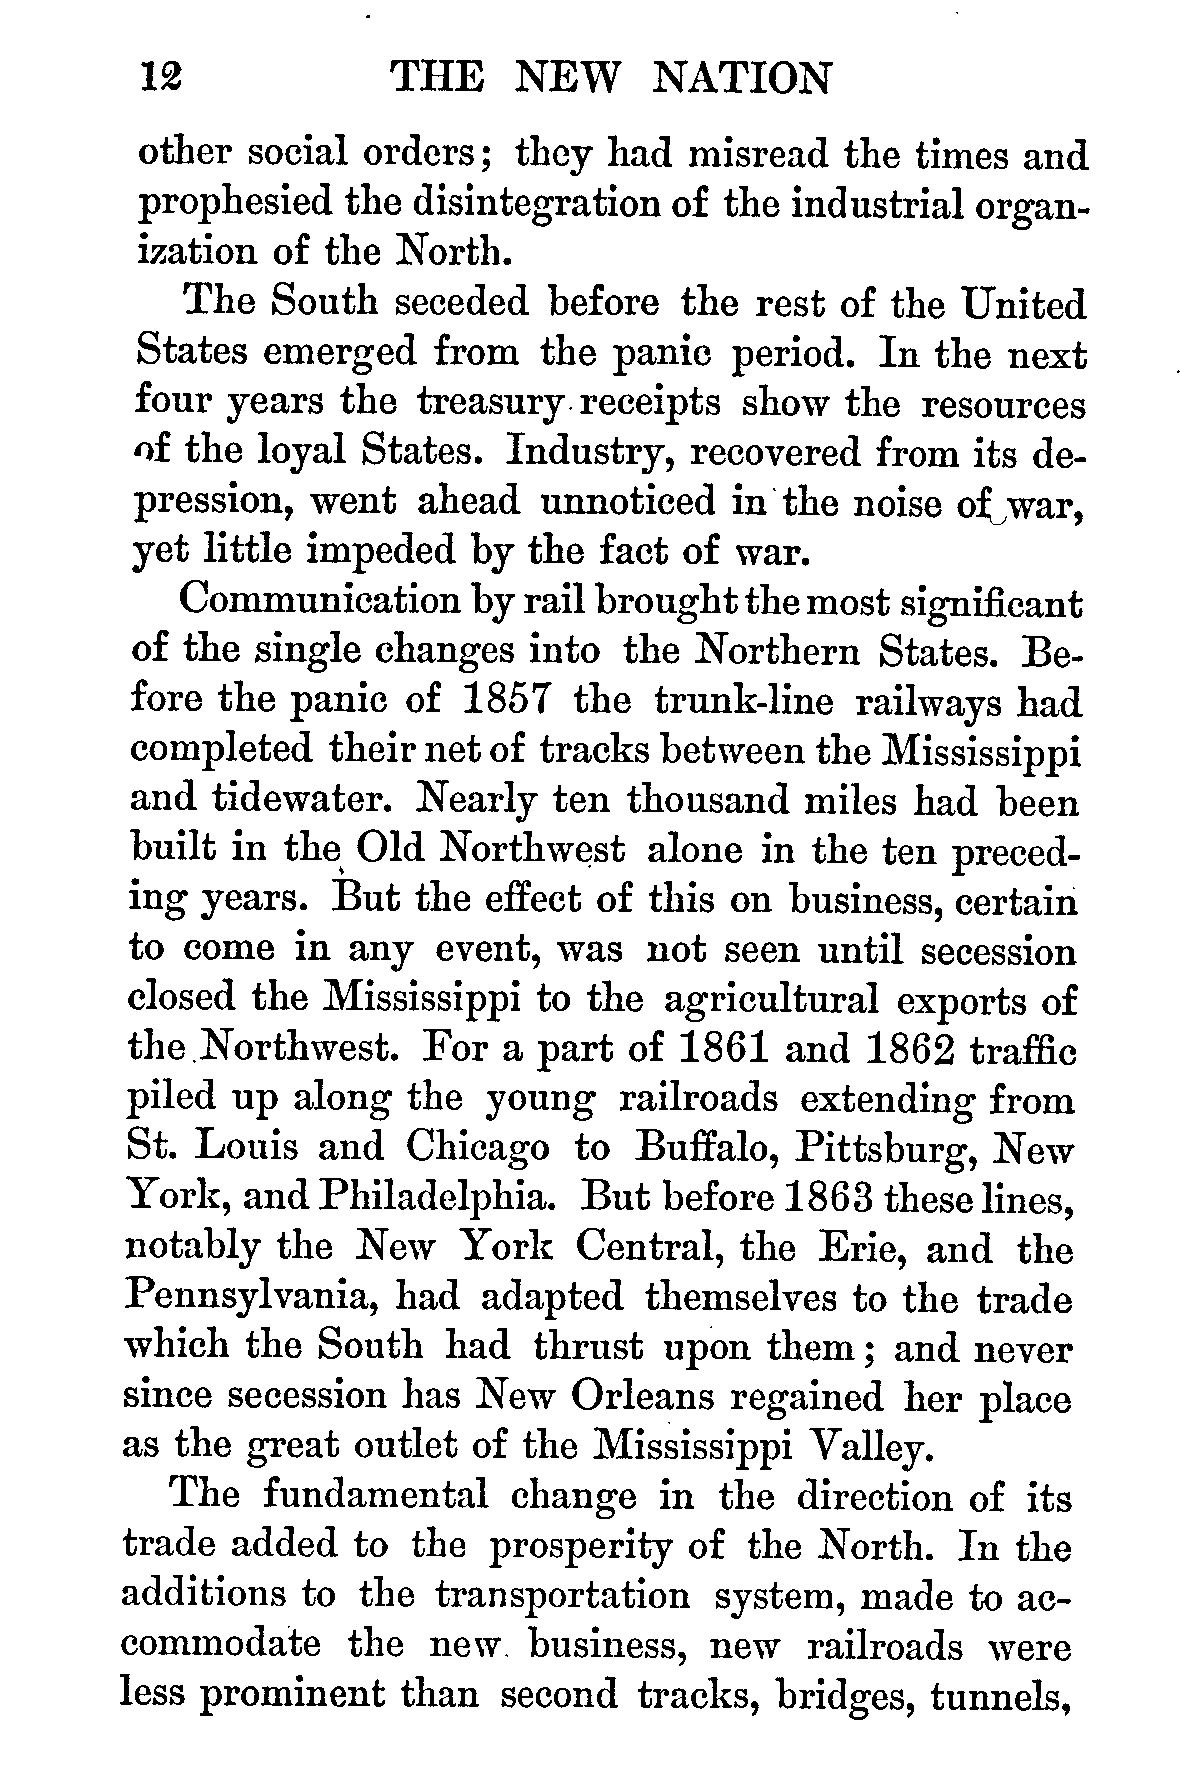 12 THE NEW NATION
other social orders; they had misread the times and
prophesied the disintegration of the industrial organ-
ization of the North.
The South seceded before the rest of the United
States emerged from the panic period. In the next
four years the treasury receipts show the resources
of the loyal States. Industry, recovered from its de-
pression, went ahead unnoticed in the noise of war,
yet little impeded by the fact of war.
Communication by rail brought the most significant
of the single changes into the Northern States. Be-
fore the panic of 1857 the trunk-line railways had
completed their net of tracks between the Mississippi
and tidewater. Nearly ten thousand miles had been
built in the Old Northwest alone in the ten preced-
ing years. But the effect of this on business, certain
to come in any event, was not seen until secession
closed the Mississippi to the agricultural exports of
the Northwest. For a part of 1861 and 1862 traffic
piled up along the young railroads extending from
St. Louis and Chicago to Buffalo, Pittsburg, New
York, and Philadelphia. But before 1863 these lines,
notably the New York Central, the Erie, and the
Pennsylvania, had adapted themselves to the trade
which the South had thrust upon them; and never
since secession has New Orleans regained her place
as the great outlet of the Mississippi Valley.
The fundamental change in the direction of its
trade added to the prosperity of the North. In the
additions to the transportation system, made to ac-
commodate the new business, new railroads were
less prominent than second tracks, bridges, tunnels,